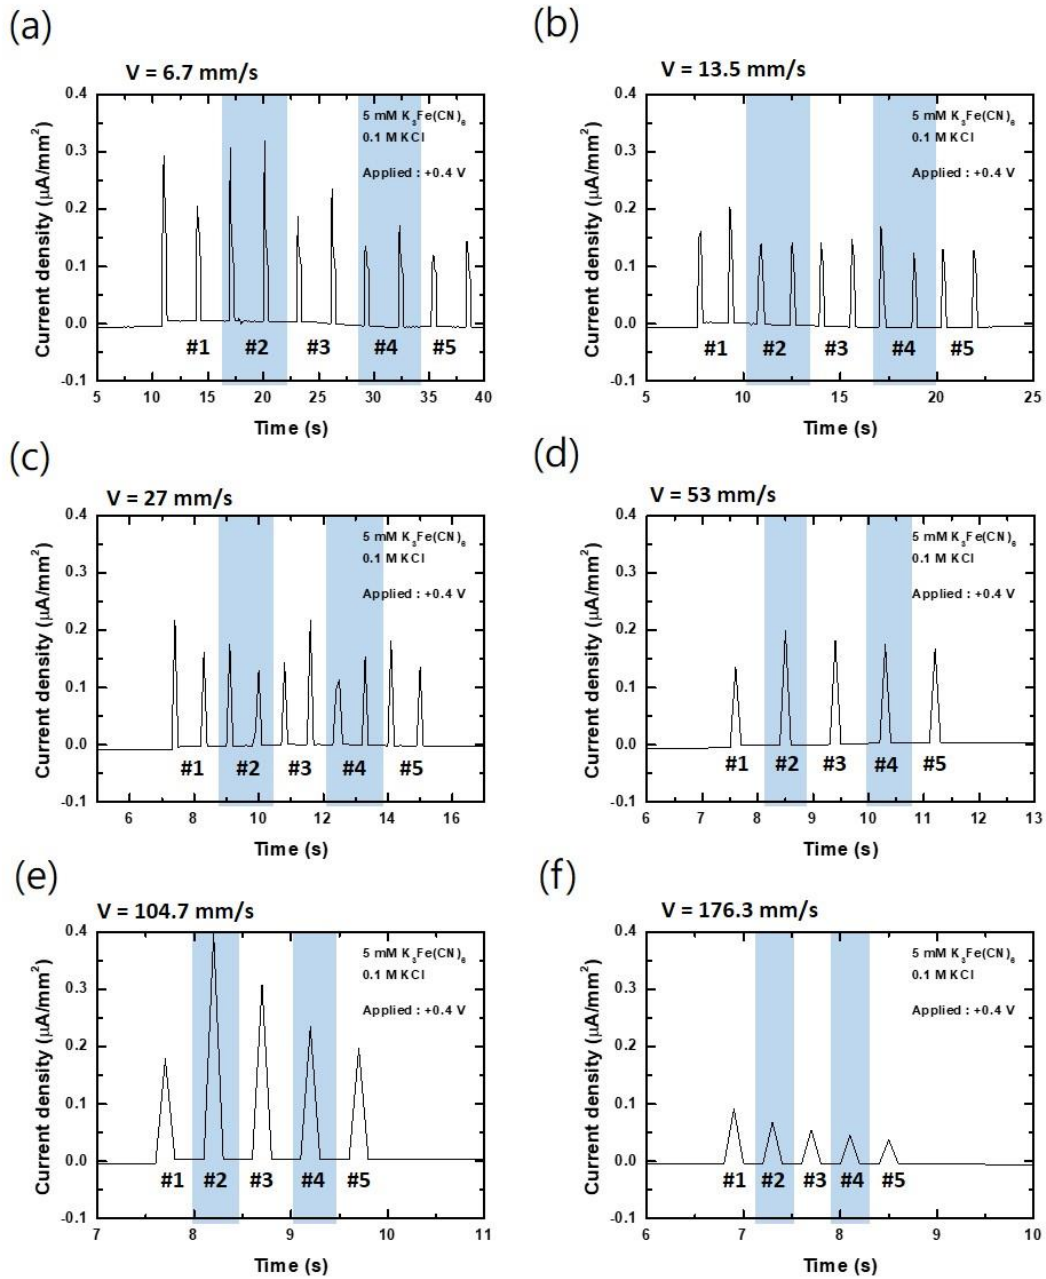 (a)
V = 6.7 mm/s
0.4
0.3
0.2
0.1
0.0
-0.1
Current density (µA/mm²)
5 mM K₃Fe(CN)₆
0.1 M KCl
Applied : +0.4 V
#1 #2 #3 #4 #5
5 10 15 20 25 30 35 40
Time (s)
(b)
V = 13.5 mm/s
0.4
0.3
0.2
0.1
0.0
-0.1
Current density (µA/mm²)
5 mM K₃Fe(CN)₆
0.1 M KCl
Applied : +0.4 V
#1 #2 #3 #4 #5
5 10 15 20 25
Time (s)
(c)
V = 27 mm/s
0.4
0.3
0.2
0.1
0.0
-0.1
Current density (µA/mm²)
5 mM K₃Fe(CN)₆
0.1 M KCl
Applied : +0.4 V
#1 #2 #3 #4 #5
6 8 10 12 14 16
Time (s)
(d)
V = 53 mm/s
0.4
0.3
0.2
0.1
0.0
-0.1
Current density (µA/mm²)
5 mM K₃Fe(CN)₆
0.1 M KCl
Applied : +0.4 V
#1 #2 #3 #4 #5
6 7 8 9 10 11 12 13
Time (s)
(e)
V = 104.7 mm/s
0.4
0.3
0.2
0.1
0.0
-0.1
Current density (µA/mm²)
5 mM K₃Fe(CN)₆
0.1 M KCl
Applied : +0.4 V
#1 #2 #3 #4 #5
7 8 9 10 11
Time (s)
(f)
V = 176.3 mm/s
0.4
0.3
0.2
0.1
0.0
-0.1
Current density (µA/mm²)
5 mM K₃Fe(CN)₆
0.1 M KCl
Applied : +0.4 V
#1 #2 #3 #4 #5
6 7 8 9 10
Time (s)